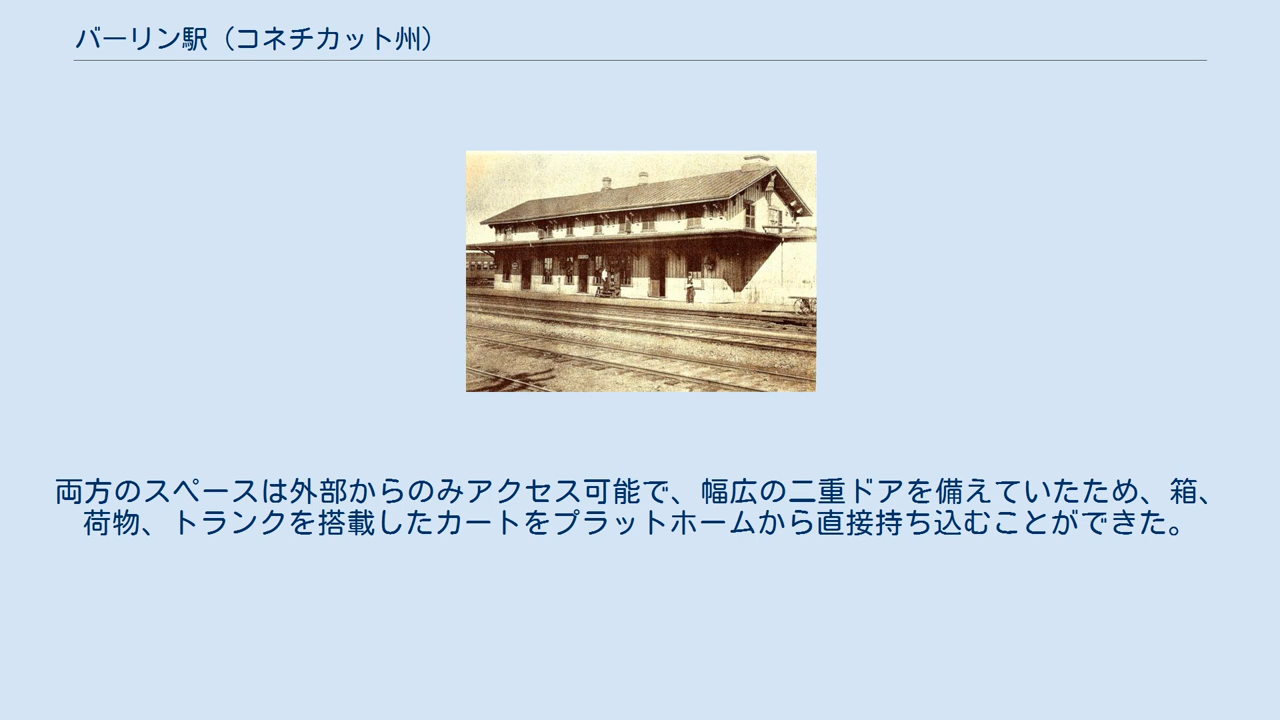 バーリン駅（コネチカット州）
両方のスペースは外部からのみアクセス可能で、幅広の二重ドアを備えていたため、箱、
荷物、トランクを搭載したカートをプラットホームから直接持ち込むことができた。